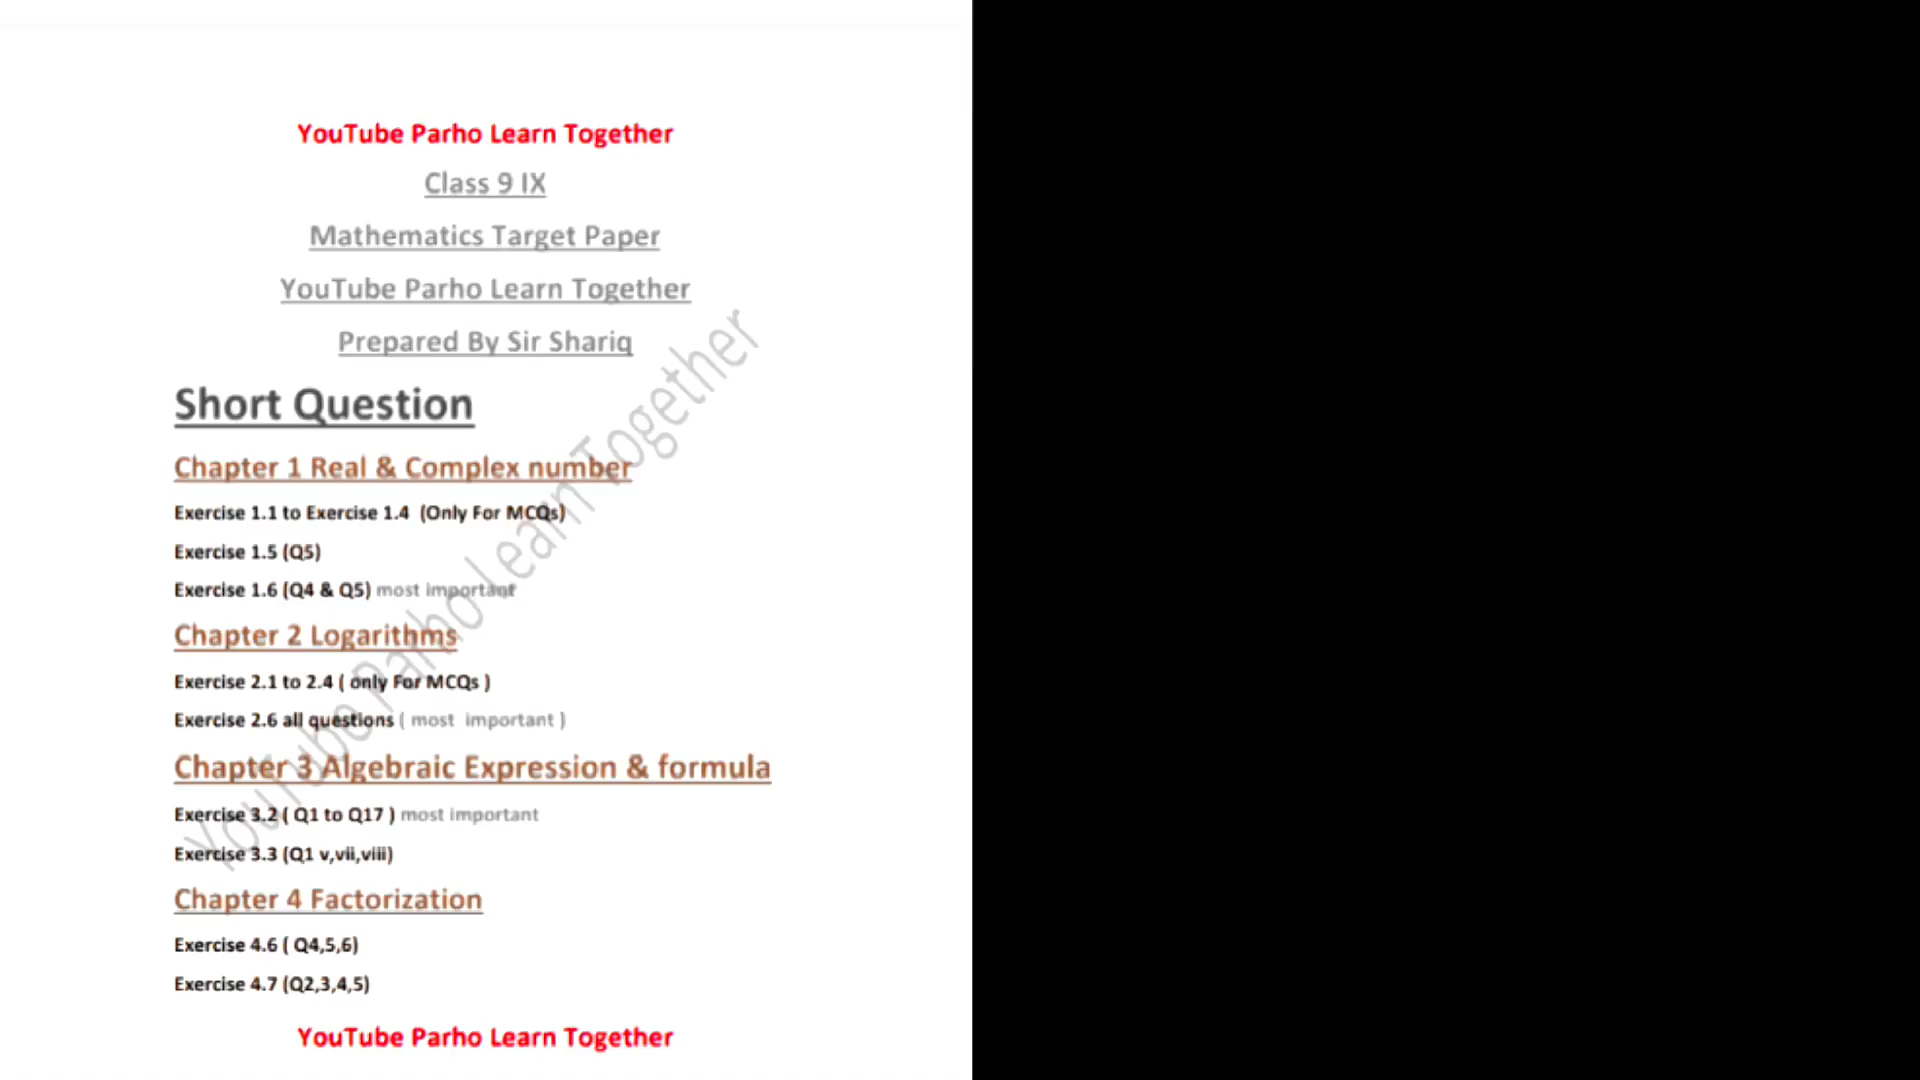 YouTube Parho Learn Together
Class 9 IX
Mathematics Target Paper
YouTube Parho Learn Together
Prepared By Sir Shariq
Short Question
Chapter 1 Real & Complex number
Exercise 1.1 to Exercise 1.4 (Only For MCQs)
Exercise 1.5 (Q5)
Exercise 1.6 (Q4 & Q5) most important
Chapter 2 Logarithms
Exercise 2.1 to 2.4 ( only For MCQs )
Exercise 2.6 all questions ( most important )
Chapter 3 Algebraic Expression & formula
Exercise 3.2 ( Q1 to Q17 ) most important
Exercise 3.3 (Q1 v,vii,viii)
Chapter 4 Factorization
Exercise 4.6 ( Q4,5,6)
Exercise 4.7 (Q2,3,4,5)
YouTube Parho Learn Together
YouTube Parho Learn Together